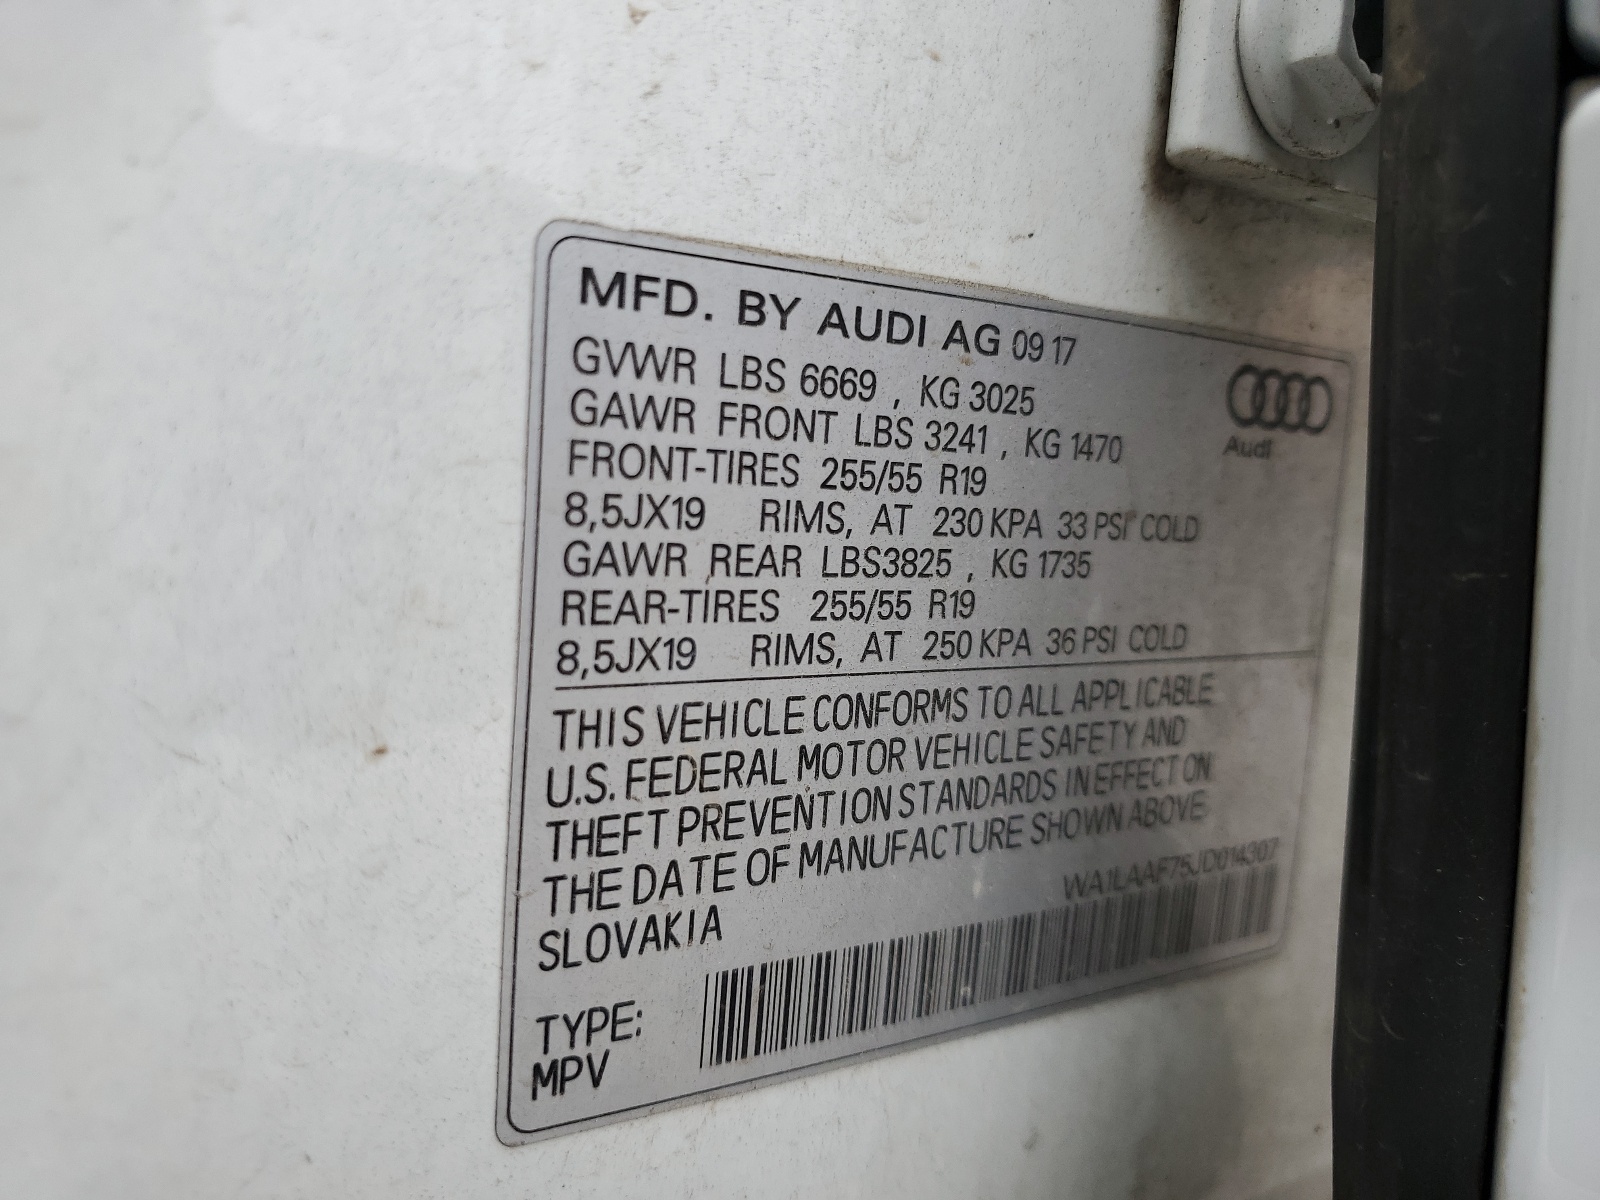 MFD. BY AUDI AG 09 17
GVWR LBS 6669 , KG 3025
GAWR FRONT LBS 3241 , KG 1470
FRONT-TIRES 255/55 R19
8,5JX19 RIMS, AT 230 KPA 33 PSI COLD
GAWR REAR LBS3825 , KG 1735
REAR-TIRES 255/55 R19
8,5JX19 RIMS, AT 250 KPA 36 PSI COLD
Audi
THIS VEHICLE CONFORMS TO ALL APPLICABLE
U.S. FEDERAL MOTOR VEHICLE SAFETY AND
THEFT PREVENTION STANDARDS IN EFFECT ON
THE DATE OF MANUFACTURE SHOWN ABOVE
SLOVAKIA
WA1LAAF75JD014307
TYPE:
MPV